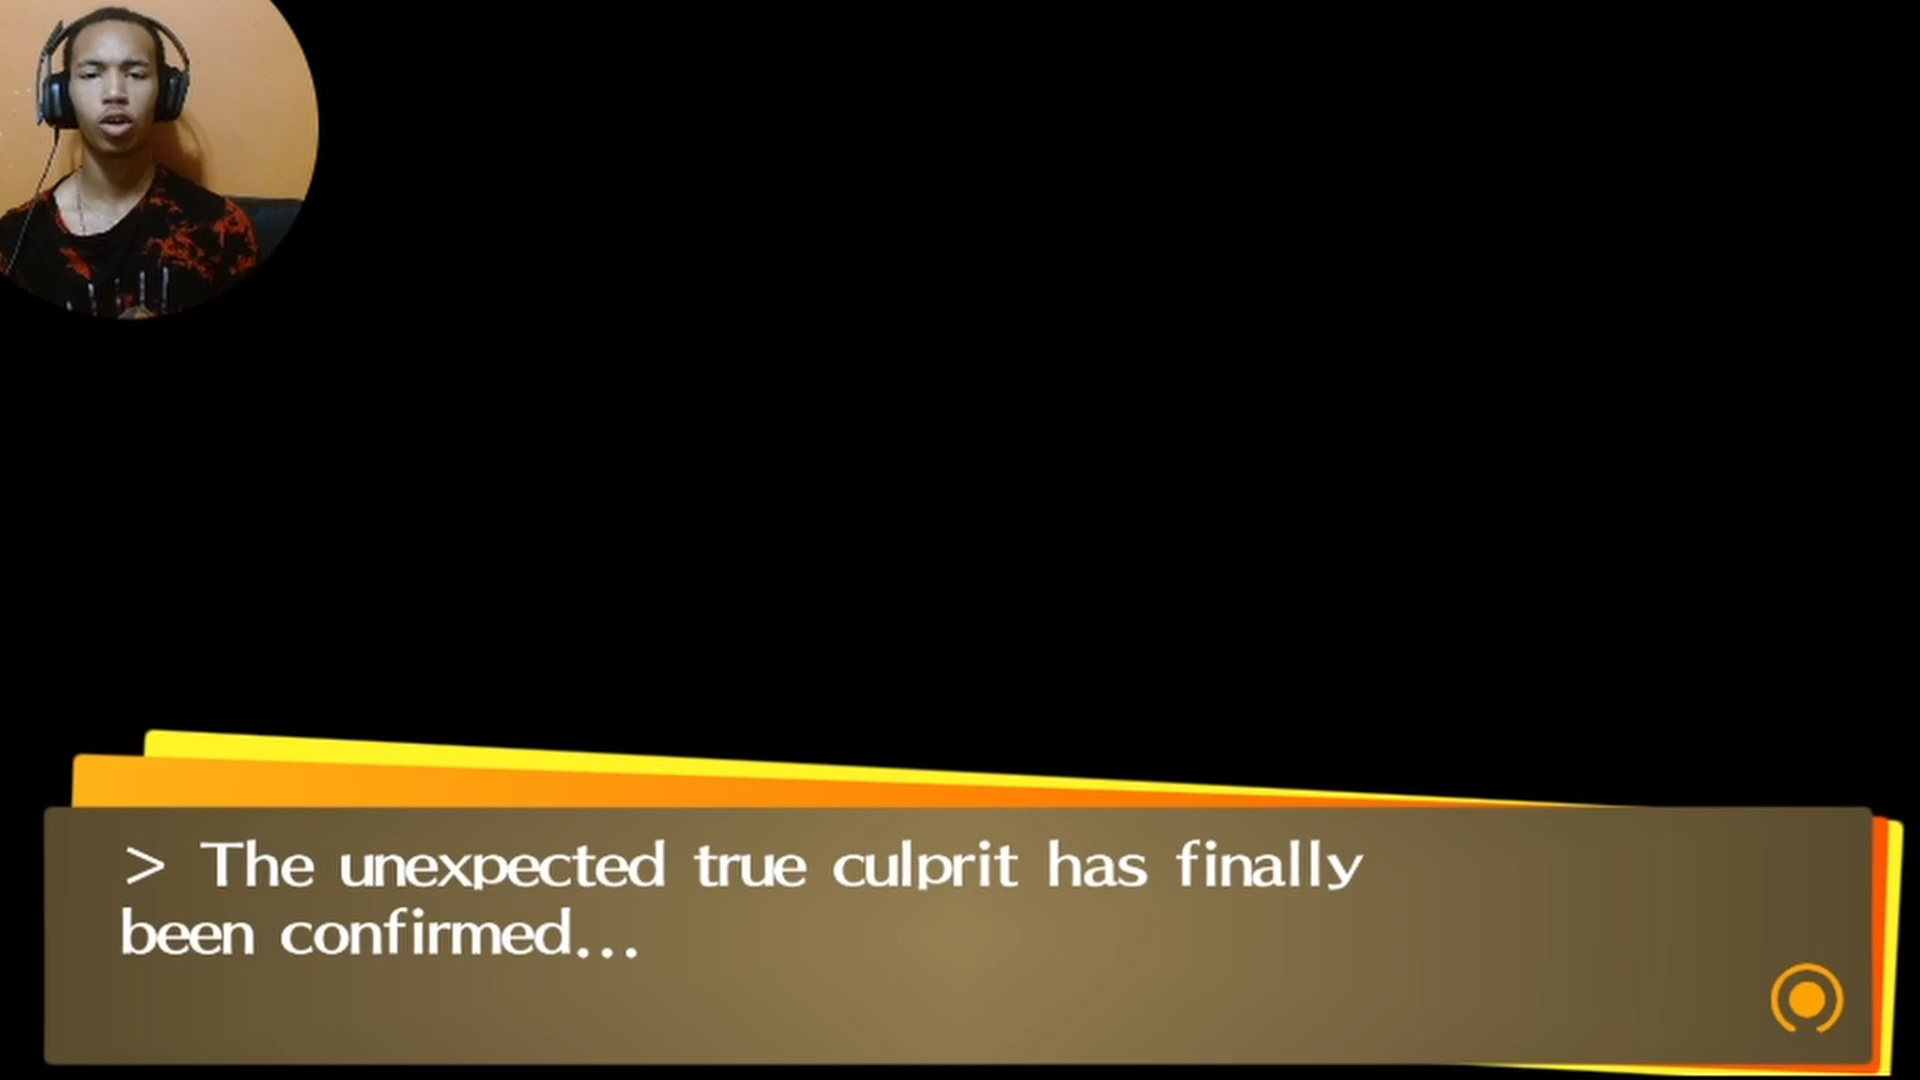 > The unexpected true culprit has finally
been confirmed...